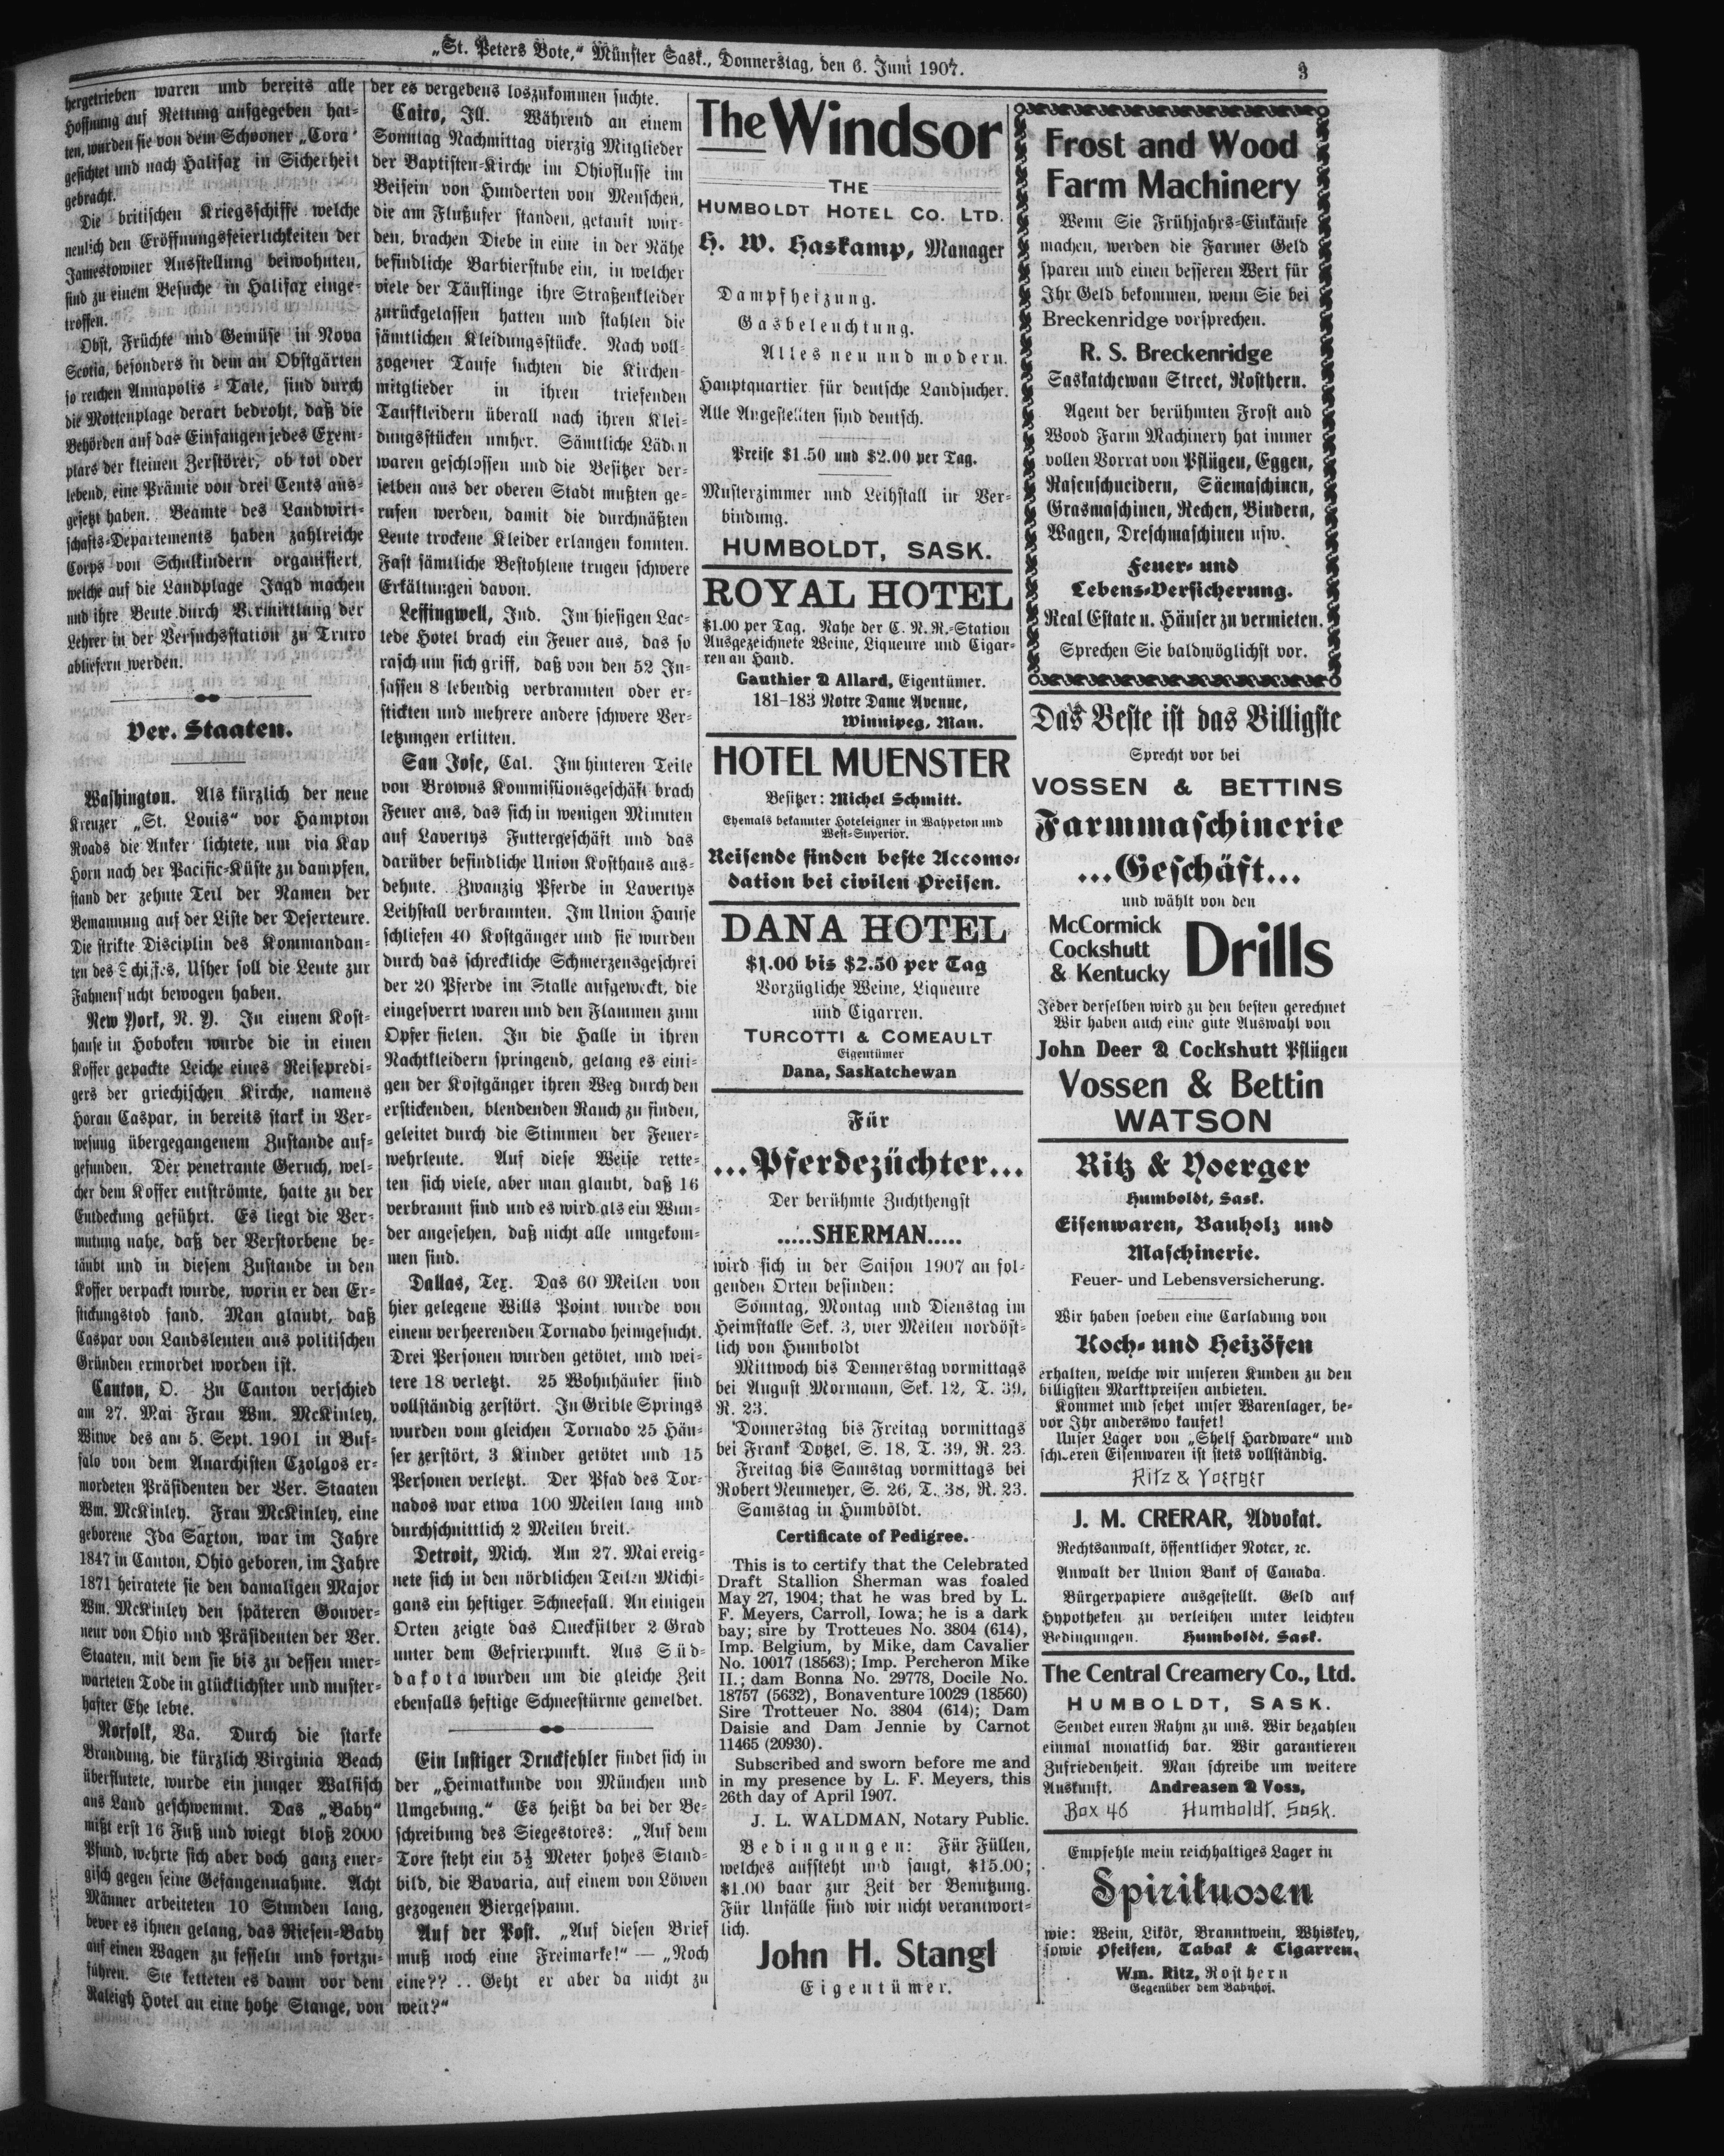 „St. Peters Bote,“ Münster Sask., Donnerstag, den 6. Juni 1907.
3
hergetrieben waren und bereits alle
Hoffnung auf Rettung aufgegeben hat-
ten, wurden sie von dem Schooner „Cora“
gesichtet und nach Halifax in Sicherheit
gebracht.
Die britischen Kriegsschiffe welche
neulich den Eröffnungsfeierlichkeiten der
Jamestowner Ausstellung beiwohnten,
sind zu einem Besuche in Halifax einge-
troffen.
Obst, Früchte und Gemüse in Nova
Scotia, besonders in dem an Obstgärten
so reichen Annapolis - Tale, sind durch
die Mottenplage derart bedroht, daß die
Behörden auf das Einfangen jedes Exem-
plars der kleinen Zerstörer, ob tot oder
lebend, eine Prämie von drei Cents aus-
gesetzt haben. Beamte des Landwirt-
schafts-Departements haben zahlreiche
Corps von Schulkindern organisiert,
welche auf die Landplage Jagd machen
und ihre Beute durch Vermittlung der
Lehrer in der Versuchsstation zu Truro
abliefern werden.
Ver. Staaten.
Washington. Als kürzlich der neue
Kreuzer „St. Louis“ vor Hampton
Roads die Anker lichtete, um via Kap
Horn nach der Pacific-Küste zu dampfen,
stand der zehnte Teil der Namen der
Bemannung auf der Liste der Deserteure.
Die strikte Disciplin des Kommandan-
ten des Schiffes, Usher soll die Leute zur
Fahnenflucht bewogen haben.
New York, N. Y. In einem Kost-
hause in Hoboken wurde die in einen
Koffer gepackte Leiche eines Reisepredi-
gers der griechischen Kirche, namens
Horan Caspar, in bereits stark in Ver-
wesung übergegangenem Zustande auf-
gefunden. Der penetrante Geruch, wel-
cher dem Koffer entströmte, hatte zu der
Entdeckung geführt. Es liegt die Ver-
mutung nahe, daß der Verstorbene be-
täubt und in diesem Zustande in den
Koffer verpackt wurde, worin er den Er-
stickungstod fand. Man glaubt, daß
Caspar von Landsleuten aus politischen
Gründen ermordet worden ist.
Canton, O. Zu Canton verschied
am 27. Mai Frau Wm. McKinley,
Witwe des am 5. Sept. 1901 in Buf-
falo von dem Anarchisten Czolgos er-
mordeten Präsidenten der Ver. Staaten
Wm. McKinley. Frau McKinley, eine
geborene Ida Saxton, war im Jahre
1847 in Canton, Ohio geboren, im Jahre
1871 heiratete sie den damaligen Major
Wm. McKinley den späteren Gouver-
neur von Ohio und Präsidenten der Ver.
Staaten, mit dem sie bis zu dessen uner-
warteten Tode in glücklichster und muster-
hafter Ehe lebte.
Norfolk, Va. Durch die starke
Brandung, die kürzlich Virginia Beach
überflutete, wurde ein junger Walfisch
ans Land geschwemmt. Das „Baby“
mißt erst 16 Fuß und wiegt bloß 2000
Pfund, wehrte sich aber doch ganz ener-
gisch gegen seine Gefangennahme. Acht
Männer arbeiteten 10 Stunden lang,
bevor es ihnen gelang, das Riesen-Baby
auf einen Wagen zu fesseln und fortzu-
führen. Sie ketteten es dann vor dem
Raleigh Hotel an eine hohe Stange, von
der es vergebens loszukommen suchte.
Cairo, Ill. Während an einem
Sonntag Nachmittag vierzig Mitglieder
der Baptisten-Kirche im Ohioflusse im
Beisein von Hunderten von Menschen,
die am Flußufer standen, getauft wur-
den, brachen Diebe in eine in der Nähe
befindliche Barbierstube ein, in welcher
viele der Täuflinge ihre Straßenkleider
zurückgelassen hatten und stahlen die
sämtlichen Kleidungsstücke. Nach voll-
zogener Taufe suchten die Kirchen-
mitglieder in ihren triefenden
Taufkleidern überall nach ihren Klei-
dungsstücken umher. Sämtliche Läden
waren geschlossen und die Besitzer der-
selben aus der oberen Stadt mußten ge-
rufen werden, damit die durchnäßten
Leute trockene Kleider erlangen konnten.
Fast sämtliche Bestohlene trugen schwere
Erkältungen davon.
Leffingwell, Ind. Im hiesigen Lac-
lede Hotel brach ein Feuer aus, das so
rasch um sich griff, daß von den 52 In-
sassen 8 lebendig verbrannten oder er-
stickten und mehrere andere schwere Ver-
letzungen erlitten.
San Jose, Cal. Im hinteren Teile
von Browns Kommissionsgeschäft brach
Feuer aus, das sich in wenigen Minuten
auf Lavertys Futtergeschäft und das
darüber befindliche Union Kosthaus aus-
dehnte. Zwanzig Pferde in Lavertys
Leihstall verbrannten. Im Union Hause
schliefen 40 Kostgänger und sie wurden
durch das schreckliche Schmerzensgeschrei
der 20 Pferde im Stalle aufgeweckt, die
eingesperrt waren und den Flammen zum
Opfer fielen. In die Halle in ihren
Nachtkleidern springend, gelang es eini-
gen der Kostgänger ihren Weg durch den
erstickenden, blendenden Rauch zu finden,
geleitet durch die Stimmen der Feuer-
wehrleute. Auf diese Weise rette-
ten sich viele, aber man glaubt, daß 16
verbrannt sind und es wird als ein Wun-
der angesehen, daß nicht alle umgekom-
men sind.
Dallas, Tex. Das 60 Meilen von
hier gelegene Wills Point wurde von
einem verheerenden Tornado heimgesucht.
Drei Personen wurden getötet, und wei-
tere 18 verletzt. 25 Wohnhäuser sind
vollständig zerstört. In Grible Springs
wurden vom gleichen Tornado 25 Häu-
ser zerstört, 3 Kinder getötet und 15
Personen verletzt. Der Pfad des Tor-
nados war etwa 100 Meilen lang und
durchschnittlich 2 Meilen breit.
Detroit, Mich. Am 27. Mai ereig-
nete sich in den nördlichen Teilen Michi-
gans ein heftiger Schneefall. An einigen
Orten zeigte das Quecksilber 2 Grad
unter dem Gefrierpunkt. Aus Süd-
dakota wurden um die gleiche Zeit
ebenfalls heftige Schneestürme gemeldet.
Ein lustiger Druckfehler findet sich in
der „Heimatkunde von München und
Umgebung.“ Es heißt da bei der Be-
schreibung des Siegestores: „Auf dem
Tore steht ein 5½ Meter hohes Stand-
bild, die Bavaria, auf einem von Löwen
gezogenen Biergespann.
Auf der Post. „Auf diesen Brief
muß noch eine Freimarke!“ — „Noch
eine?? .. Geht er aber da nicht zu
weit?“
The Windsor
THE
HUMBOLDT HOTEL CO. LTD.
H. W. Haskamp, Manager
Dampfheizung.
Gasbeleuchtung.
Alles neu und modern.
Hauptquartier für deutsche Landsucher.
Alle Angestellten sind deutsch.
Preise $1.50 und $2.00 per Tag.
Musterzimmer und Leihstall in Ver-
bindung.
HUMBOLDT, SASK.
ROYAL HOTEL
$1.00 per Tag. Nahe der C. N. R.-Station
Ausgezeichnete Weine, Liqueure und Cigar-
ren an Hand.
Gauthier & Allard, Eigentümer.
181-183 Notre Dame Avenue,
Winnipeg, Man.
HOTEL MUENSTER
Besitzer: Michel Schmitt.
Ehemals bekannter Hoteleigner in Wahpeton und
West-Superior.
Reisende finden beste Accomo-
dation bei civilen Preisen.
DANA HOTEL
$1.00 bis $2.50 per Tag
Vorzügliche Weine, Liqueure
und Cigarren.
TURCOTTI & COMEAULT
Eigentümer
Dana, Saskatchewan
Für
...Pferdezüchter...
Der berühmte Zuchthengst
.....SHERMAN.....
wird sich in der Saison 1907 an fol-
genden Orten befinden:
Sonntag, Montag und Dienstag im
Heimstalle Sek. 3, vier Meilen nordöst-
lich von Humboldt
Mittwoch bis Donnerstag vormittags
bei August Mormann, Sek. 12, T. 39,
R. 23.
Donnerstag bis Freitag vormittags
bei Frank Dotzel, S. 18, T. 39, R. 23.
Freitag bis Samstag vormittags bei
Robert Neumeyer, S. 26, T. 38, R. 23.
Samstag in Humboldt.
Certificate of Pedigree.
This is to certify that the Celebrated
Draft Stallion Sherman was foaled
May 27, 1904; that he was bred by L.
F. Meyers, Carroll, Iowa; he is a dark
bay; sire by Trotteues No. 3804 (614),
Imp. Belgium, by Mike, dam Cavalier
No. 10017 (18563); Imp. Percheron Mike
II.; dam Bonna No. 29778, Docile No.
18757 (5632), Bonaventure 10029 (18560)
Sire Trotteuer No. 3804 (614); Dam
Daisie and Dam Jennie by Carnot
11465 (20930).
Subscribed and sworn before me and
in my presence by L. F. Meyers, this
26th day of April 1907.
J. L. WALDMAN, Notary Public.
Bedingungen: Für Füllen,
welches aufsteht und saugt, $15.00;
$1.00 baar zur Zeit der Benutzung.
Für Unfälle sind wir nicht verantwort-
lich.
John H. Stangl
Eigentümer.
Frost and Wood
Farm Machinery
Wenn Sie Frühjahrs-Einkäufe
machen, werden die Farmer Geld
sparen und einen besseren Wert für
Ihr Geld bekommen, wenn Sie bei
Breckenridge vorsprechen.
R. S. Breckenridge
Saskatchewan Street, Rosthern.
Agent der berühmten Frost and
Wood Farm Machinery hat immer
vollen Vorrat von Pflügen, Eggen,
Rasenschneidern, Säemaschinen,
Grasmaschinen, Rechen, Bindern,
Wagen, Dreschmaschinen usw.
Feuer- und
Lebens-Versicherung.
Real Estate u. Häuser zu vermieten.
Sprechen Sie baldmöglichst vor.
Das Beste ist das Billigste
Sprecht vor bei
VOSSEN & BETTINS
Farmmaschinerie
...Geschäft...
und wählt von den
McCormick
Cockshutt
& Kentucky
Drills
Jeder derselben wird zu den besten gerechnet
Wir haben auch eine gute Auswahl von
John Deer & Cockshutt Pflügen
Vossen & Bettin
WATSON
Ritz & Yoerger
Humboldt, Sask.
Eisenwaren, Bauholz und
Maschinerie.
Feuer- und Lebensversicherung.
Wir haben soeben eine Carladung von
Koch- und Heizöfen
erhalten, welche wir unseren Kunden zu den
billigsten Marktpreisen anbieten.
Kommet und sehet unser Warenlager, be-
vor Ihr anderswo kaufet!
Unser Lager von „Shelf Hardware“ und
schweren Eisenwaren ist stets vollständig.
Ritz & Yoerger
J. M. CRERAR, Advokat.
Rechtsanwalt, öffentlicher Notar, ꝛc.
Anwalt der Union Bank of Canada.
Bürgerpapiere ausgestellt. Geld auf
Hypotheken zu verleihen unter leichten
Bedingungen. Humboldt, Sask.
The Central Creamery Co., Ltd.
HUMBOLDT, SASK.
Sendet euren Rahm zu uns. Wir bezahlen
einmal monatlich bar. Wir garantieren
Zufriedenheit. Man schreibe um weitere
Auskunft. Andreasen & Voss,
Box 46 Humboldt, Sask.
Empfehle mein reichhaltiges Lager in
Spirituosen
wie: Wein, Likör, Branntwein, Whiskey,
sowie Pfeifen, Tabak & Cigarren.
Wm. Ritz, Rosthern
Gegenüber dem Bahnhof.